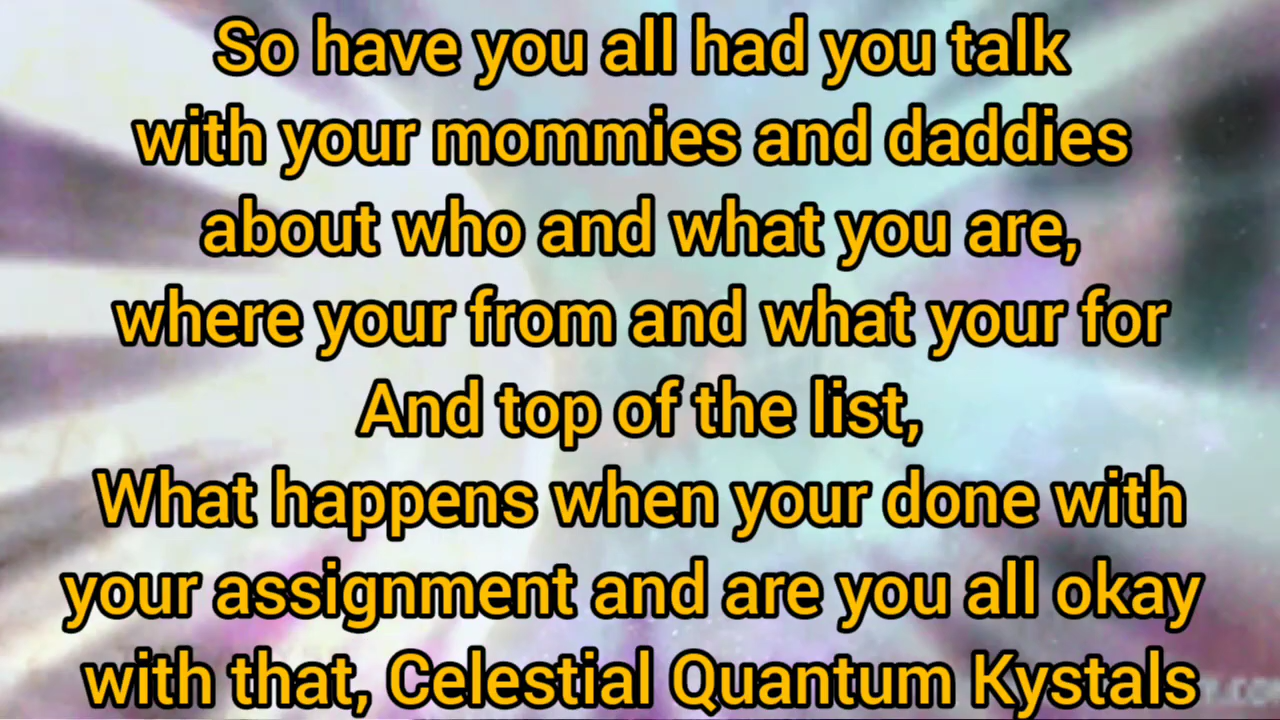 So have you all had you talk
with your mommies and daddies
about who and what you are,
where your from and what your for
And top of the list,
What happens when your done with
your assignment and are you all okay
with that, Celestial Quantum Kystals